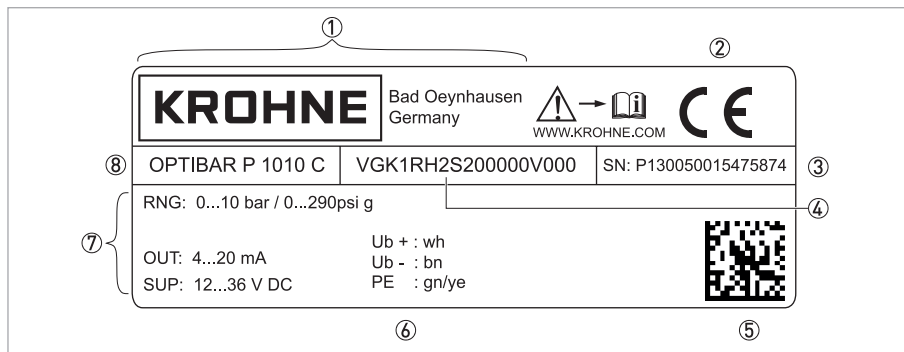 ①
②
KROHNE
Bad Oeynhausen
Germany
WWW.KROHNE.COM
CE
⑧
OPTIBAR P 1010 C
VGK1RH2S200000V000
SN: P130050015475874
③
④
⑦
RNG: 0...10 bar / 0...290psi g
OUT: 4...20 mA
SUP: 12...36 V DC
Ub + : wh
Ub - : bn
PE : gn/ye
⑥
⑤